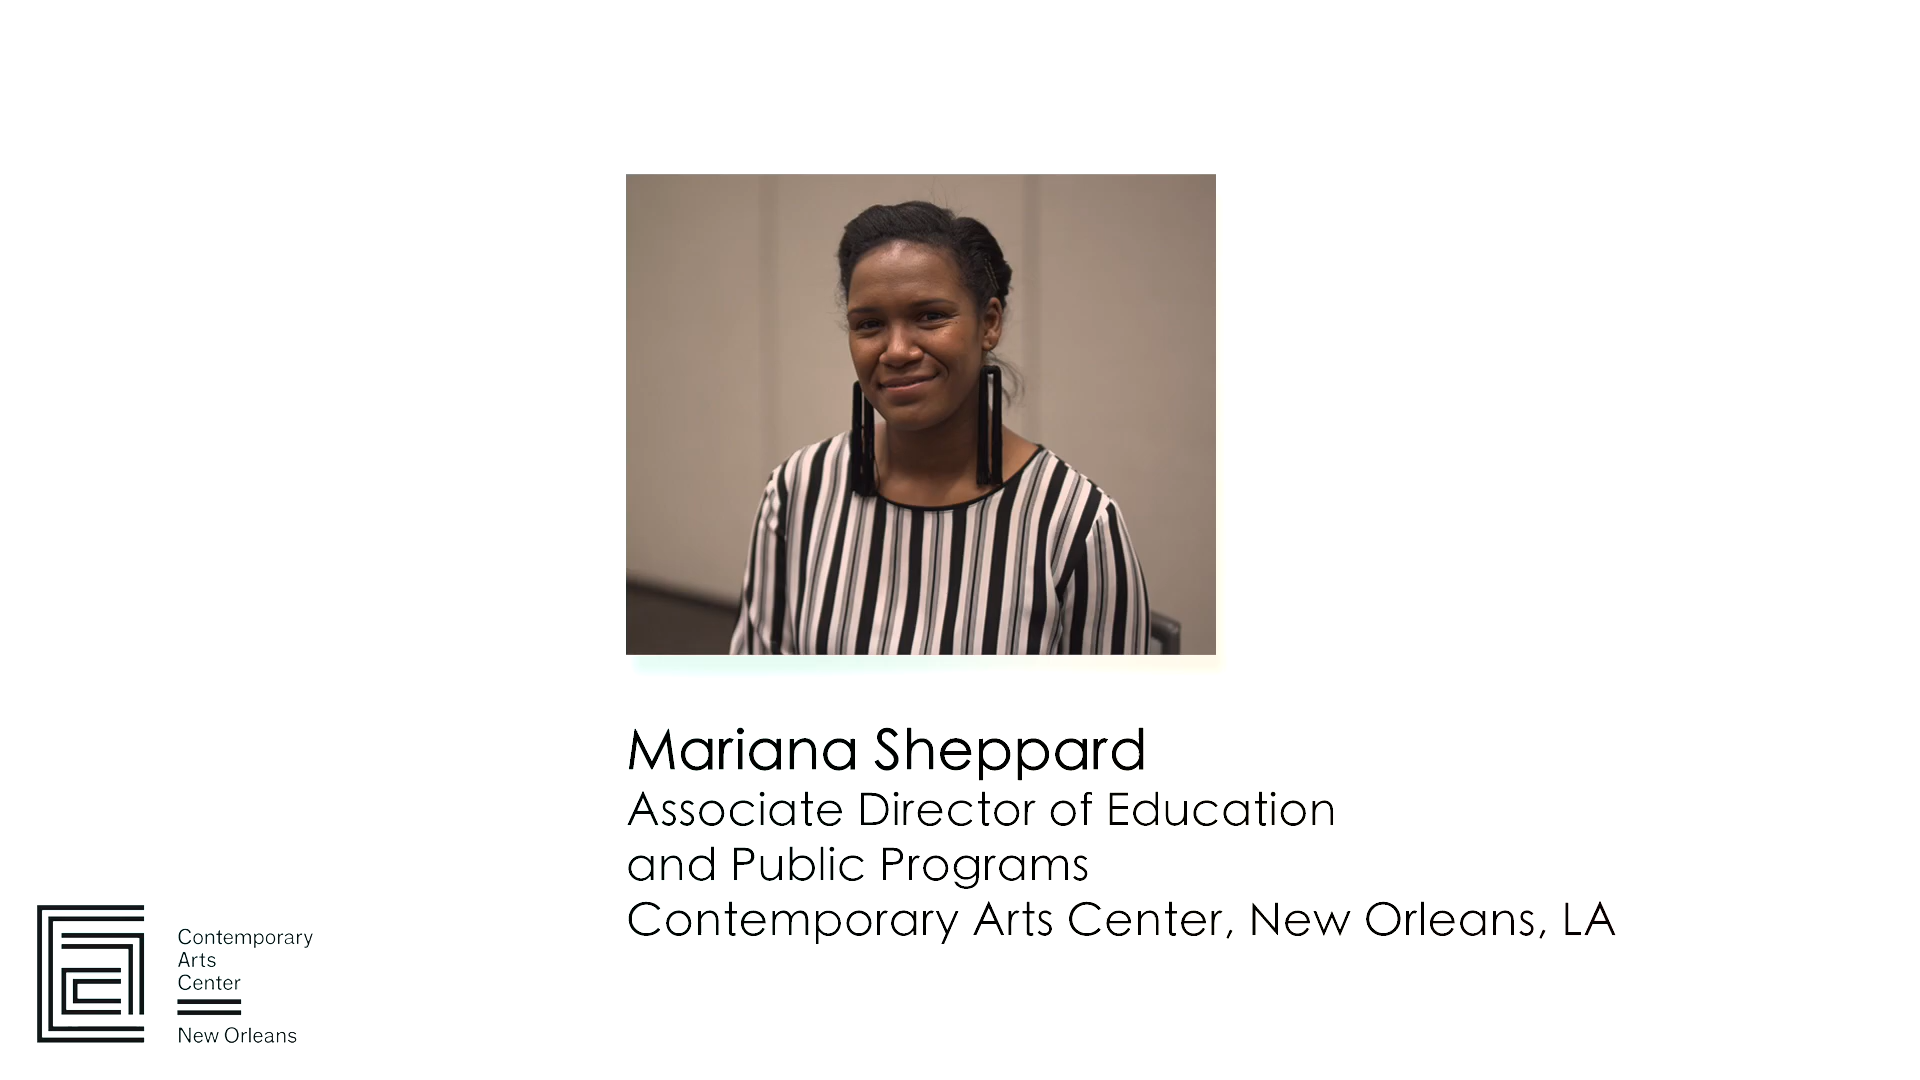 Mariana Sheppard
Associate Director of Education
and Public Programs
Contemporary Arts Center, New Orleans, LA
Contemporary
Arts
Center
New Orleans